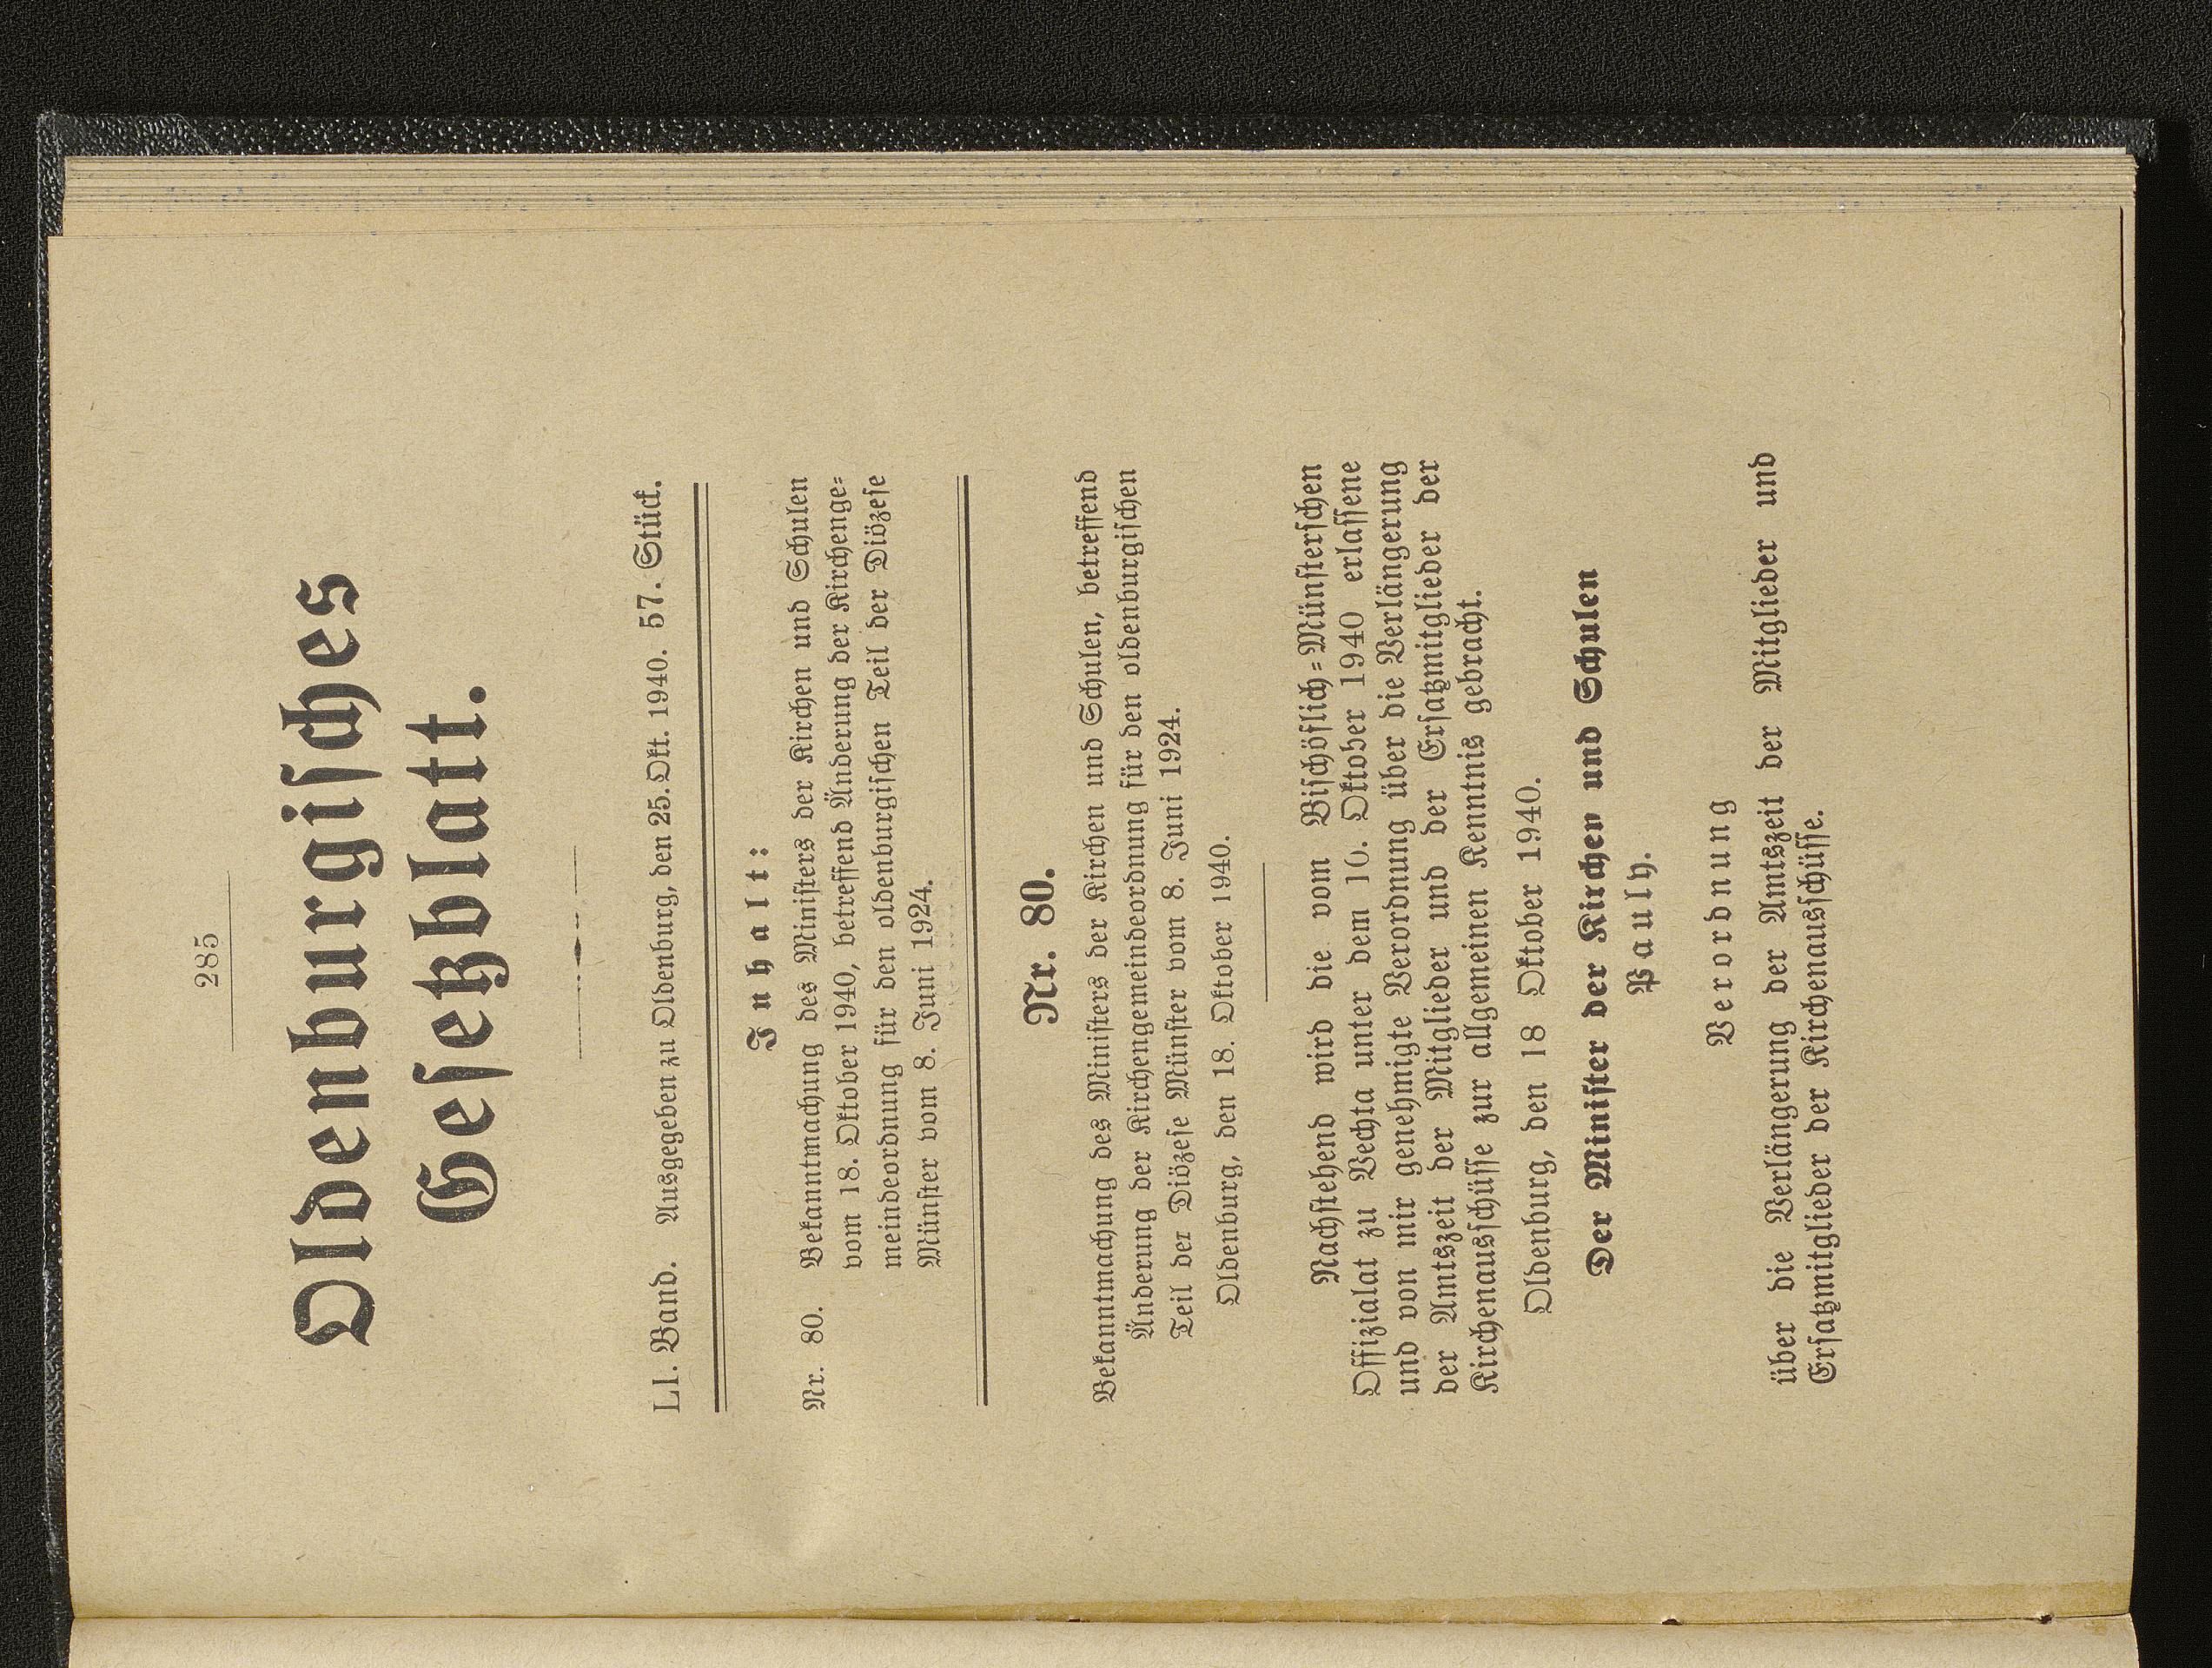 285
Oldenburgisches
Gesetzblatt.
LI. Band. Ausgegeben zu Oldenburg, den 25. Okt. 1940. 57. Stück.
Inhalt:
Nr. 80. Bekanntmachung des Ministers der Kirchen und Schulen
vom 18. Oktober 1940, betreffend Änderung der Kirchenge-
meindeordnung für den oldenburgischen Teil der Diözese
Münster vom 8. Juni 1924.
Nr. 80.
Bekanntmachung des Ministers der Kirchen und Schulen, betreffend
Änderung der Kirchengemeindeordnung für den oldenburgischen
Teil der Diözese Münster vom 8. Juni 1924.
Oldenburg, den 18. Oktober 1940.
Nachstehend wird die vom Bischöflich-Münsterschen
Offizialat zu Vechta unter dem 10. Oktober 1940 erlassene
und von mir genehmigte Verordnung über die Verlängerung
der Amtszeit der Mitglieder und der Ersatzmitglieder der
Kirchenausschüsse zur allgemeinen Kenntnis gebracht.
Oldenburg, den 18 Oktober 1940.
Der Minister der Kirchen und Schulen
Pauly.
Verordnung
über die Verlängerung der Amtszeit der Mitglieder und
Ersatzmitglieder der Kirchenausschüsse.